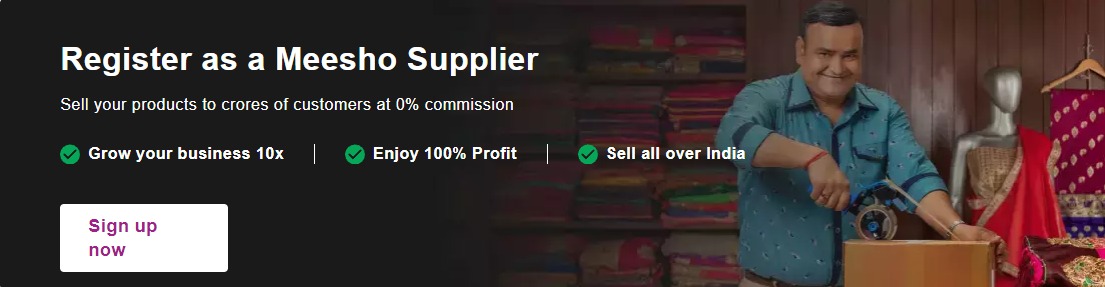 Register as a Meesho Supplier
Sell your products to crores of customers at 0% commission
Grow your business 10x
Enjoy 100% Profit
Sell all over India
Sign up
now